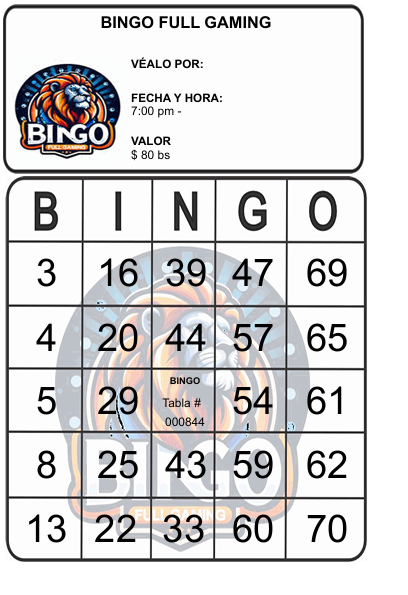 BINGO FULL GAMING
VÉALO POR:
FECHA Y HORA:
7:00 pm -
VALOR
$ 80 bs
BINGO
FULL GAMING
B I N G O
3 16 39 47 69
4 20 44 57 65
5 29 BINGO 54 61
Tabla #
000844
8 25 43 59 62
13 22 33 60 70
BINGO
FULL GAMING